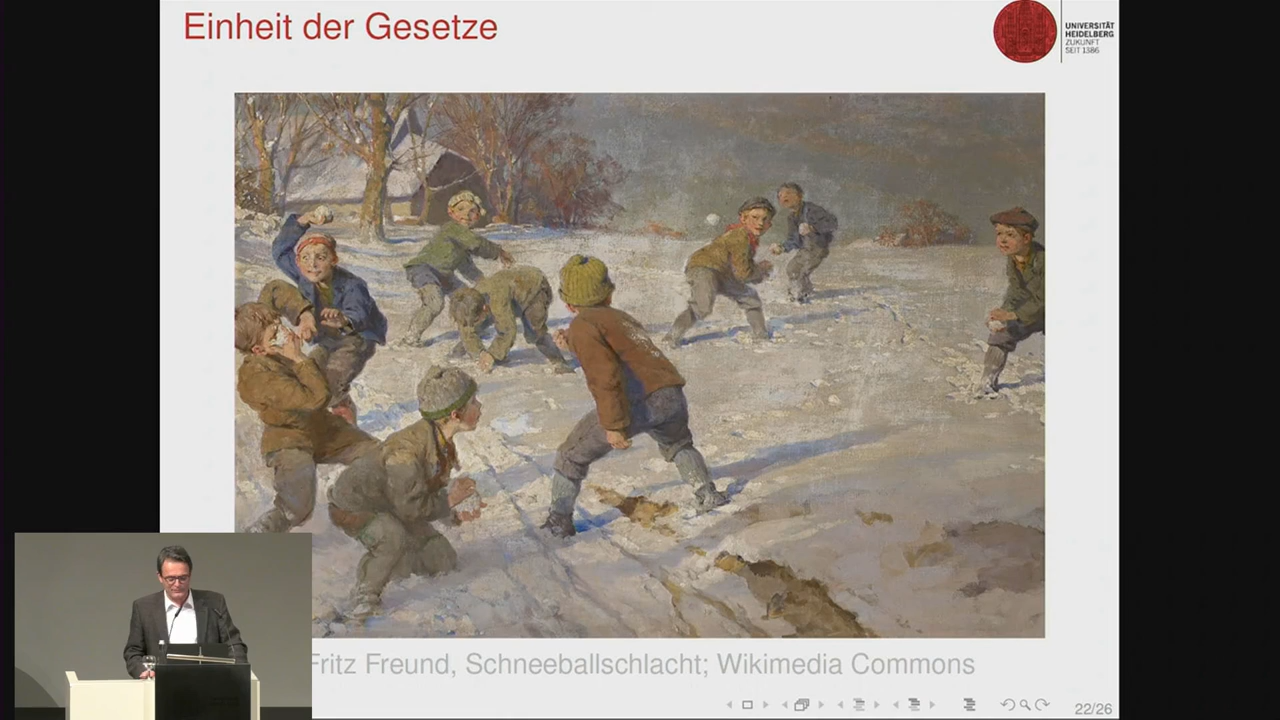 Einheit der Gesetze
UNIVERSITÄT
HEIDELBERG
ZUKUNFT
SEIT 1386
Fritz Freund, Schneeballschlacht; Wikimedia Commons
22/26